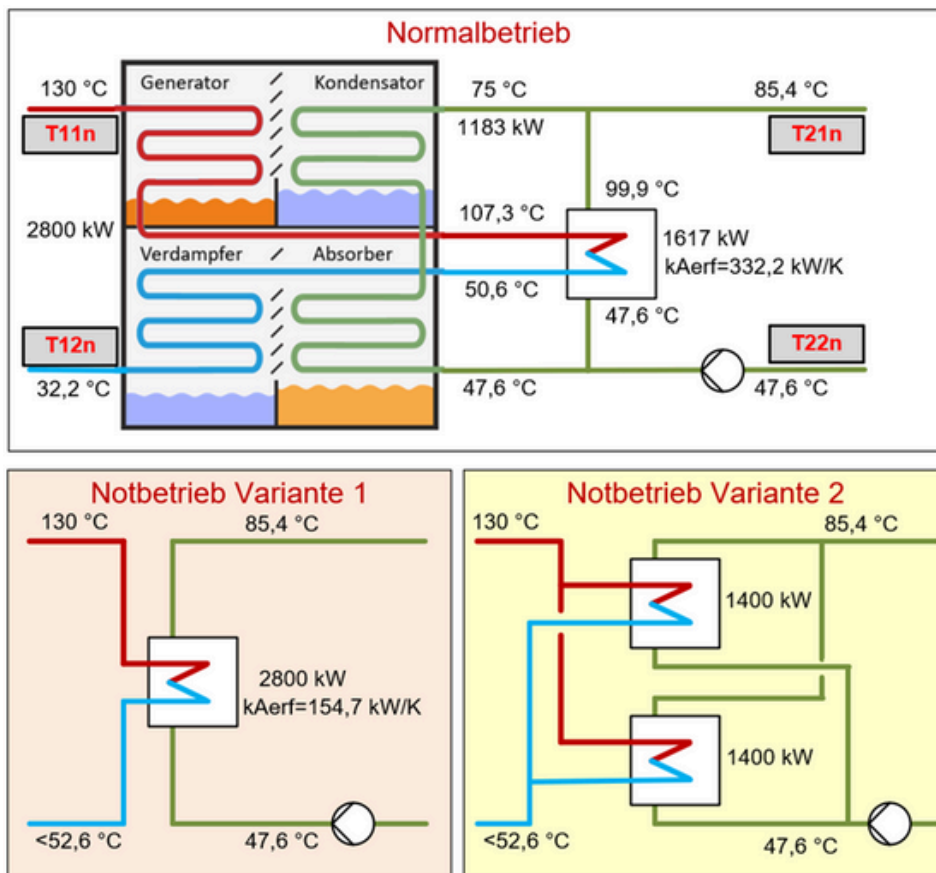 Normalbetrieb
130 °C
Generator
Kondensator
75 °C
85,4 °C
T11n
1183 kW
T21n
99,9 °C
2800 kW
107,3 °C
1617 kW
kAerf=332,2 kW/K
Verdampfer
Absorber
50,6 °C
47,6 °C
T12n
T22n
32,2 °C
47,6 °C
47,6 °C
Notbetrieb Variante 1
130 °C
85,4 °C
2800 kW
kAerf=154,7 kW/K
<52,6 °C
47,6 °C
Notbetrieb Variante 2
130 °C
85,4 °C
1400 kW
1400 kW
<52,6 °C
47,6 °C